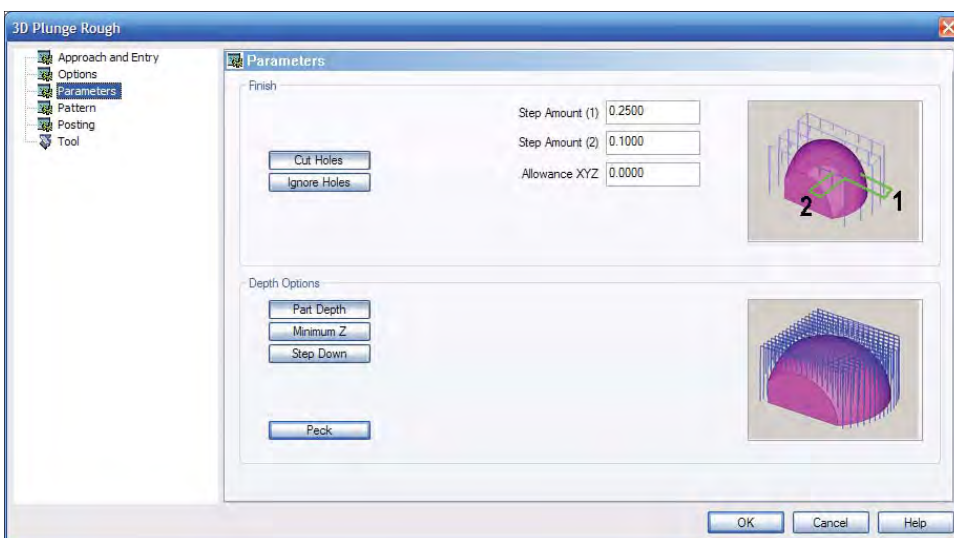 3D Plunge Rough
Approach and Entry
Options
Parameters
Pattern
Posting
Tool
Parameters
Finish
Cut Holes
Ignore Holes
Step Amount (1) 0.2500
Step Amount (2) 0.1000
Allowance XYZ 0.0000
2 1
Depth Options
Part Depth
Minimum Z
Step Down
Peck
OK Cancel Help